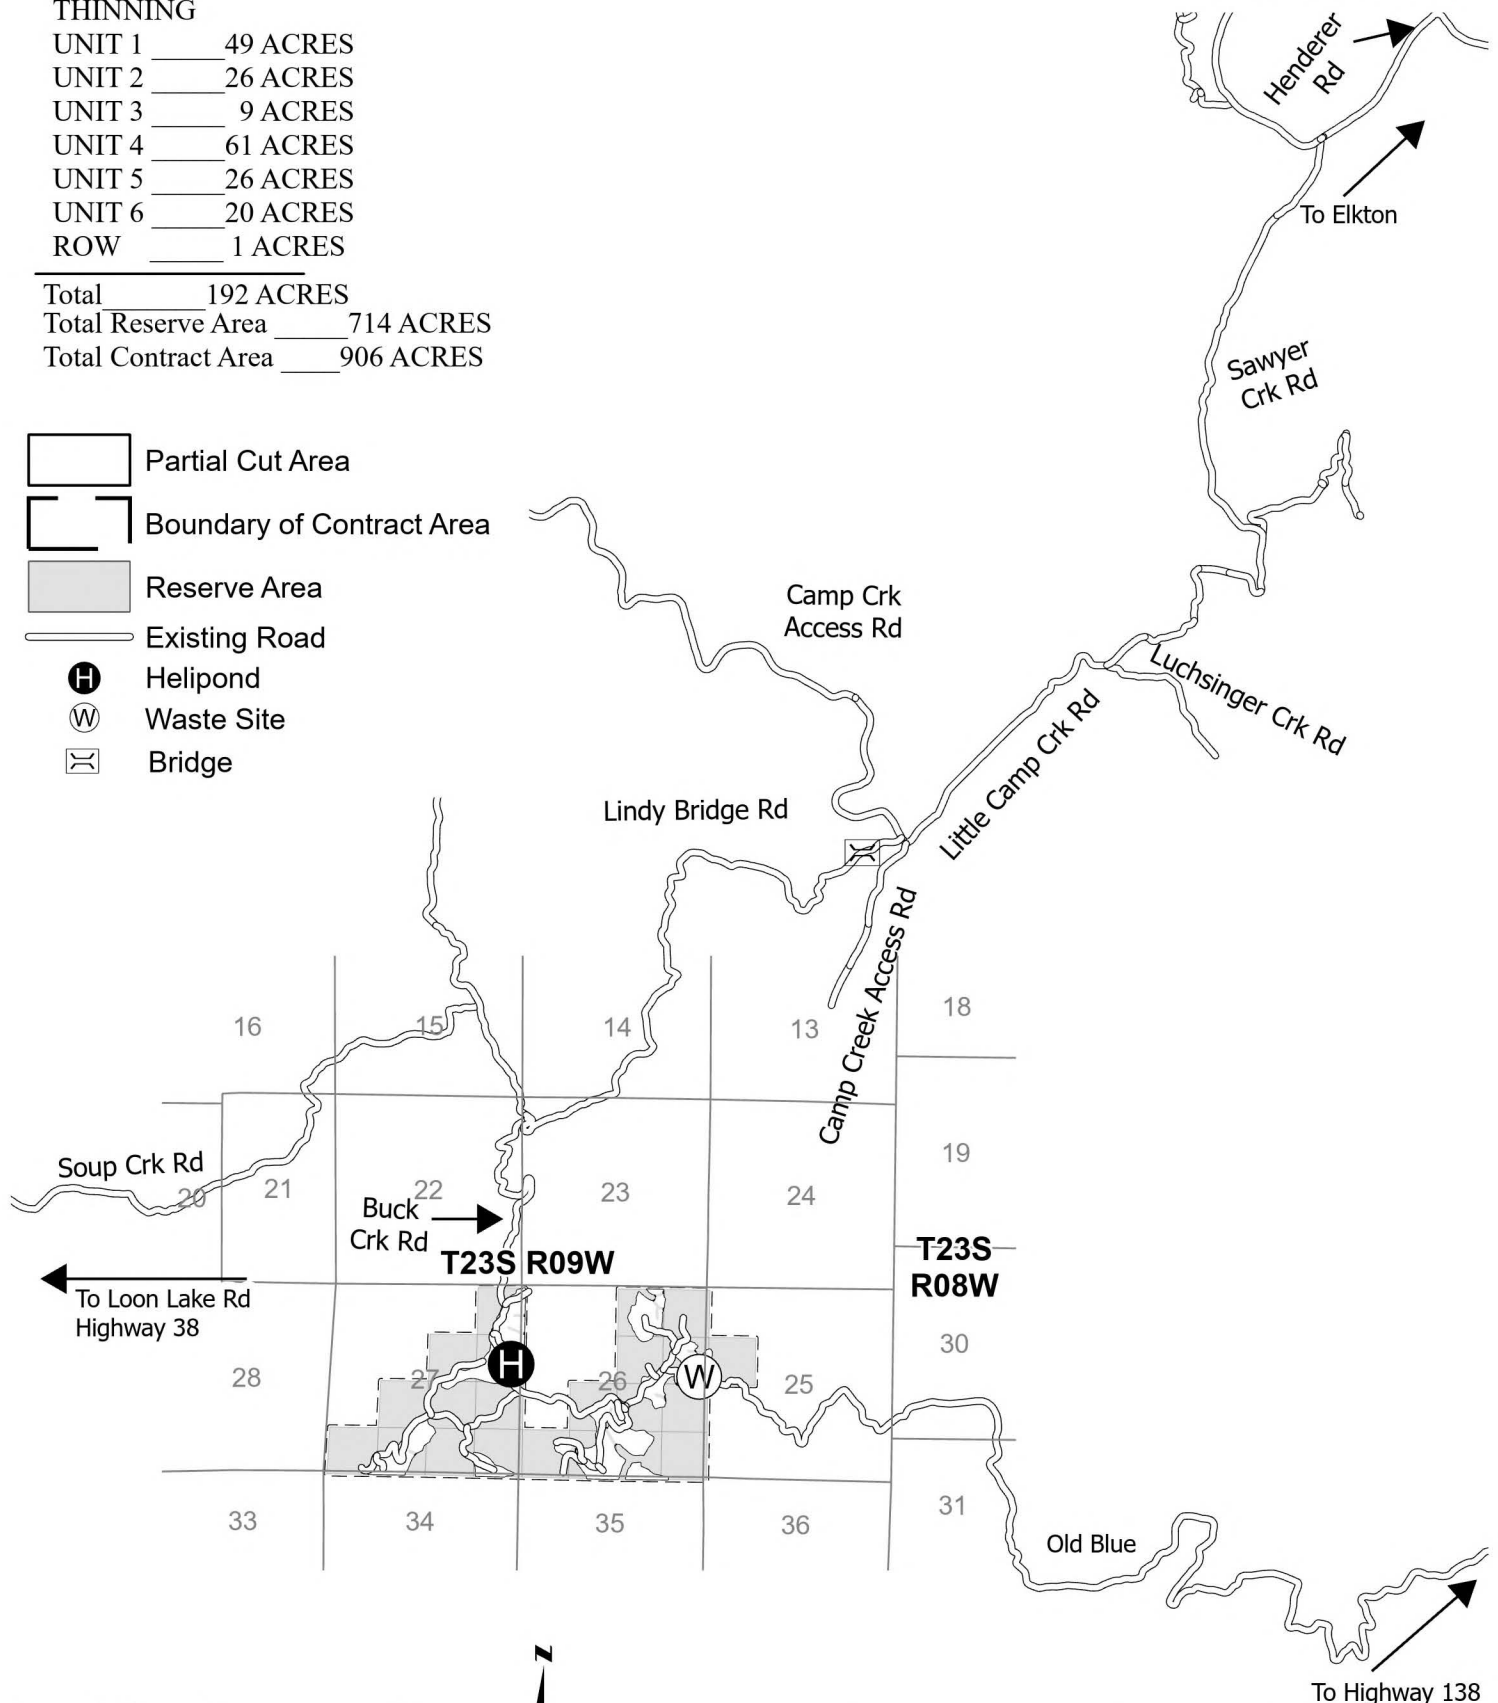 THINNING
UNIT 1 _____49 ACRES
UNIT 2 _____26 ACRES
UNIT 3 _____ 9 ACRES
UNIT 4 _____61 ACRES
UNIT 5 _____26 ACRES
UNIT 6 _____20 ACRES
ROW _____ 1 ACRES
Total_______192 ACRES
Total Reserve Area _____714 ACRES
Total Contract Area ____906 ACRES
Henderer
Rd
To Elkton
Sawyer
Crk Rd
Partial Cut Area
Boundary of Contract Area
Reserve Area
Existing Road
H Helipond
W Waste Site
Bridge
Camp Crk
Access Rd
Luchsinger Crk Rd
Little Camp Crk Rd
Lindy Bridge Rd
Camp Creek Access Rd
16
15
14
13
18
Soup Crk Rd
20
21
22
23
24
19
Buck
Crk Rd
T23S R09W
T23S
R08W
To Loon Lake Rd
Highway 38
28
27
H
26
W
25
30
33
34
35
36
31
Old Blue
To Highway 138
z